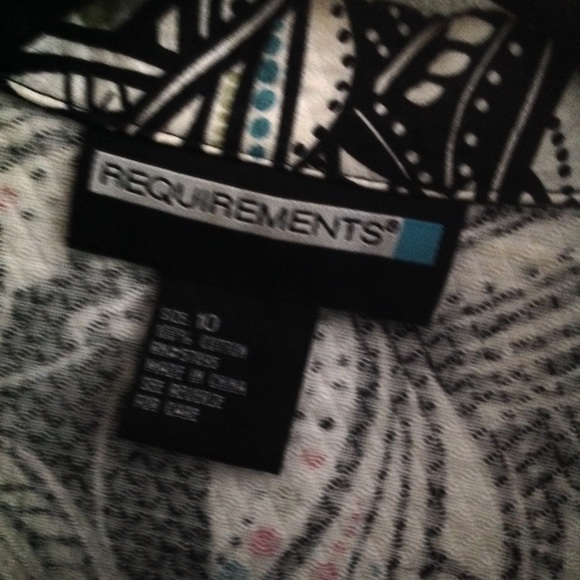 REQUIREMENTS®
SIZE 10
100% COTTON
MADE IN CHINA
SEE REVERSE
FOR CARE